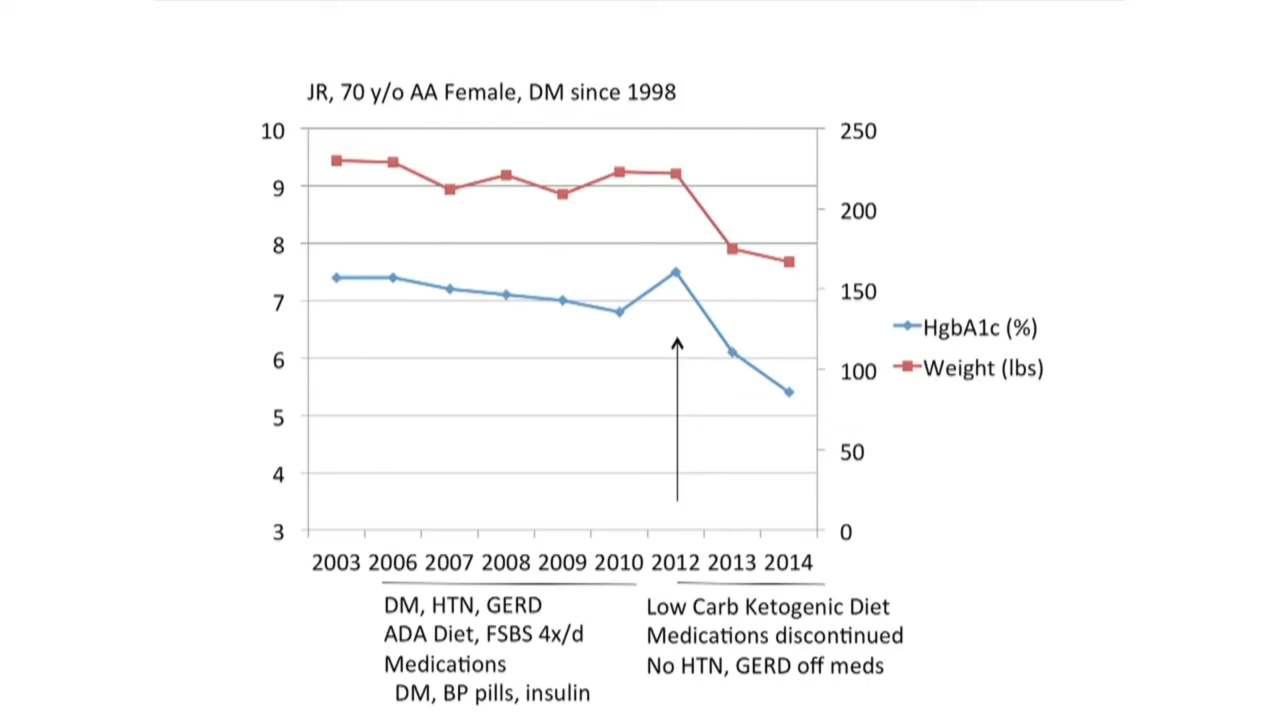 JR, 70 y/o AA Female, DM since 1998
10
9
8
7
6
5
4
3
250
200
150
100
50
0
HgbA1c (%)
Weight (lbs)
2003 2006 2007 2008 2009 2010 2012 2013 2014
DM, HTN, GERD
ADA Diet, FSBS 4x/d
Medications
DM, BP pills, insulin
Low Carb Ketogenic Diet
Medications discontinued
No HTN, GERD off meds